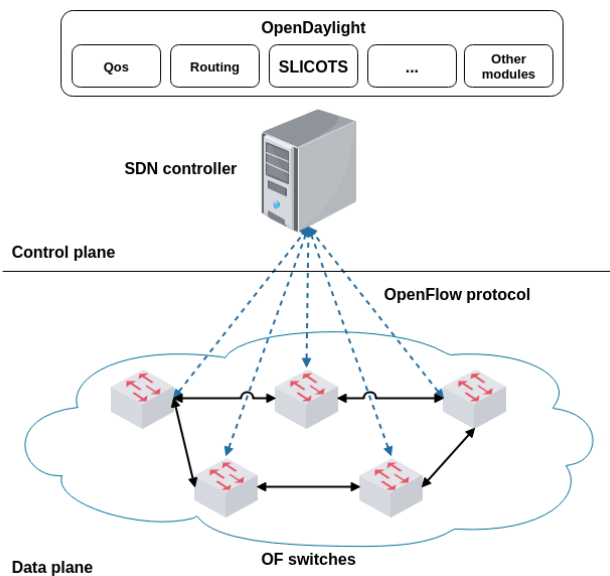 OpenDaylight
Qos
Routing
SLICOTS
...
Other
modules
SDN controller
Control plane
OpenFlow protocol
OF switches
Data plane